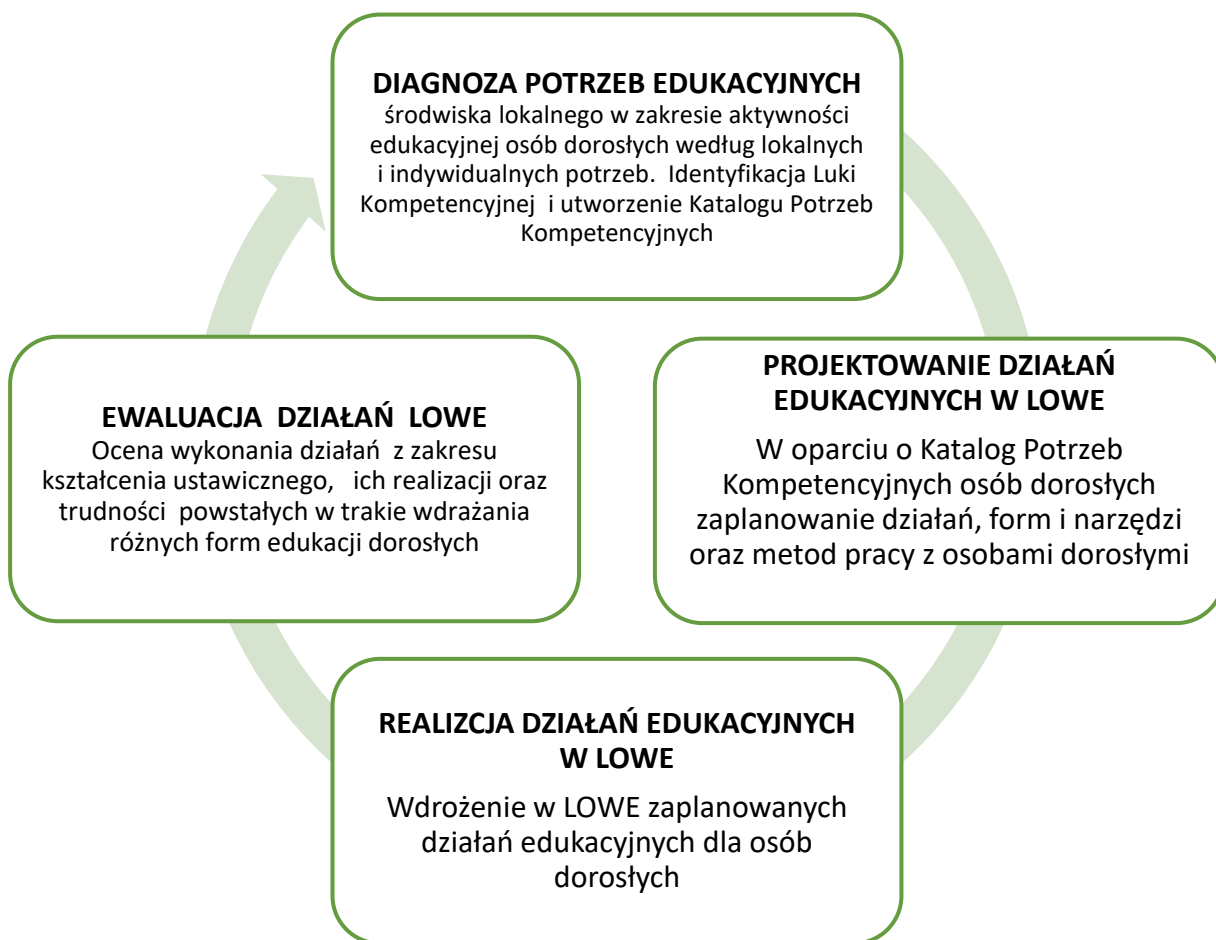 DIAGNOZA POTRZEB EDUKACYJNYCH
środwiska lokalnego w zakresie aktywności
edukacyjnej osób dorosłych według lokalnych
i indywidualnych potrzeb. Identyfikacja Luki
Kompetencyjnej i utworzenie Katalogu Potrzeb
Kompetencyjnych
PROJEKTOWANIE DZIAŁAŃ
EDUKACYJNYCH W LOWE
W oparciu o Katalog Potrzeb
Kompetencyjnych osób dorosłych
zaplanowanie działań, form i narzędzi
oraz metod pracy z osobami dorosłymi
REALIZCJA DZIAŁAŃ EDUKACYJNYCH
W LOWE
Wdrożenie w LOWE zaplanowanych
działań edukacyjnych dla osób
dorosłych
EWALUACJA DZIAŁAŃ LOWE
Ocena wykonania działań z zakresu
kształcenia ustawicznego, ich realizacji oraz
trudności powstałych w trakie wdrażania
różnych form edukacji dorosłych